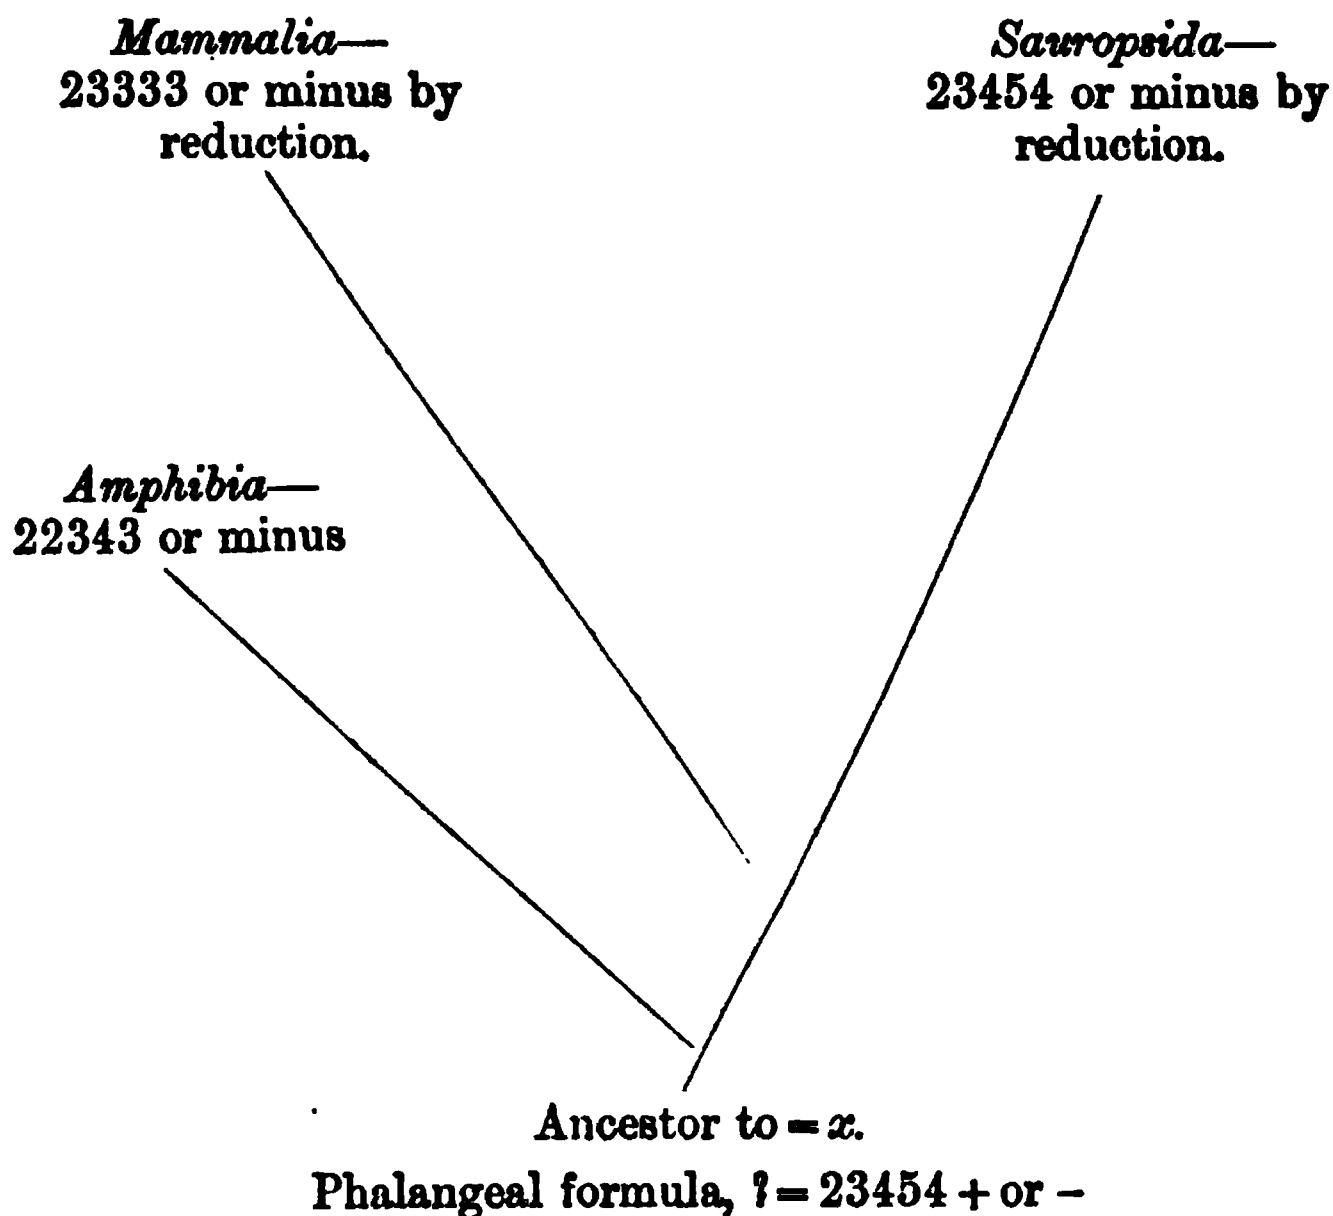 Mammalia—
23333 or minus by
reduction.
Sauropsida—
23454 or minus by
reduction.
Amphibia—
22343 or minus
Ancestor to = x.
Phalangeal formula, ? = 23454 + or –